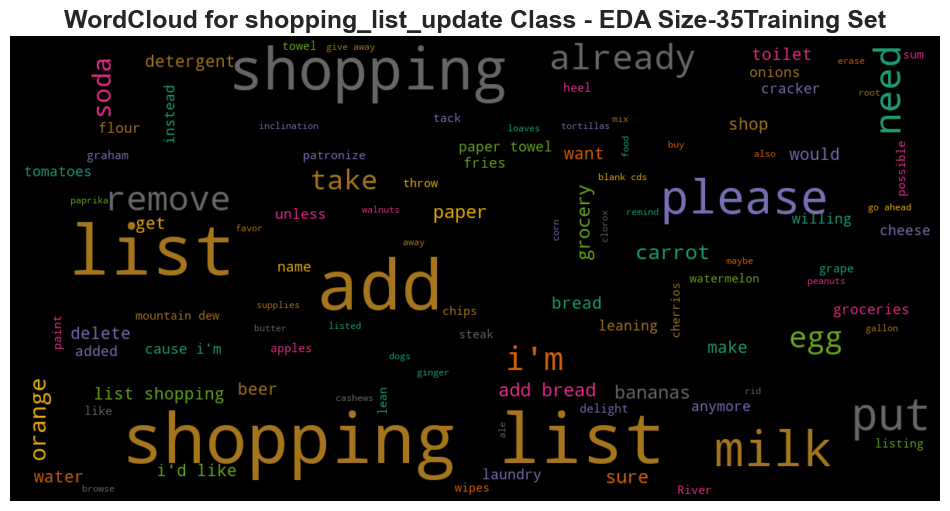 WordCloud for shopping_list_update Class - EDA Size-35Training Set
towel give away
shopping already toilet need sum
soda detergent onions erase
heel cracker root
instead
flour inclination tack loaves tortillas mix shop
graham patronize paper towel fries food want buy also would possible
tomatoes take throw blank cds
paprika remove get unless walnuts paper grocery clorox corn remind please willing go ahead
list favor away cheese
name add carrot maybe grape
watermelon peanuts
supplies chips bread cherrios groceries
paint mountain dew butter listed leaning gallon
delete steak egg
added cause i'm apples dogs i'm make
ginger
orange list shopping beer cashews lean add bread bananas rid
like delight anymore put
shopping list ale milk listing
water i'd like laundry sure
browse wipes River